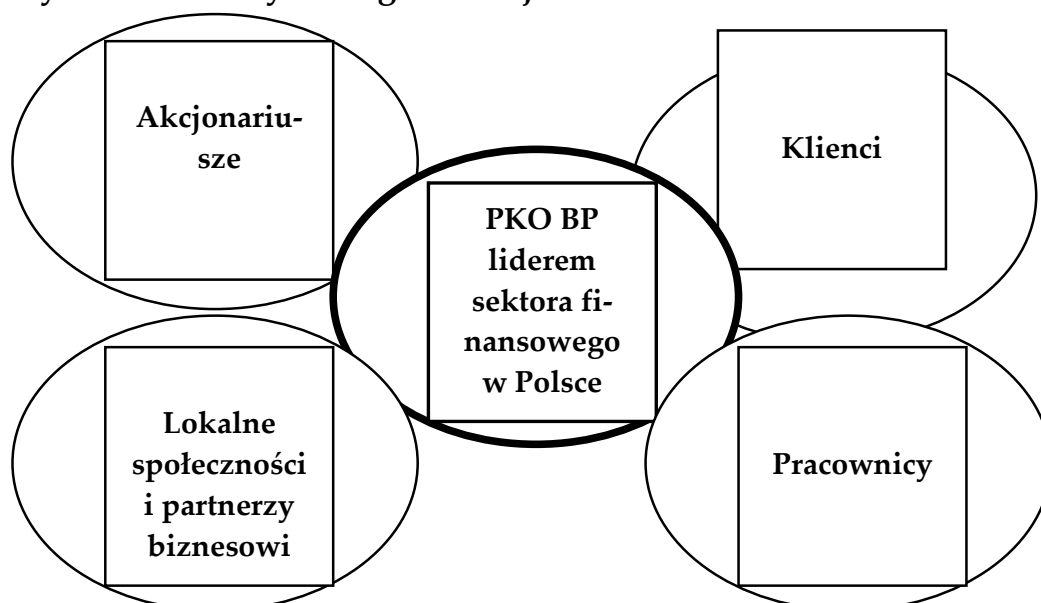 Akcjonariu-
sze
Klienci
PKO BP
liderem
sektora fi-
nansowego
w Polsce
Lokalne
społeczności
i partnerzy
biznesowi
Pracownicy